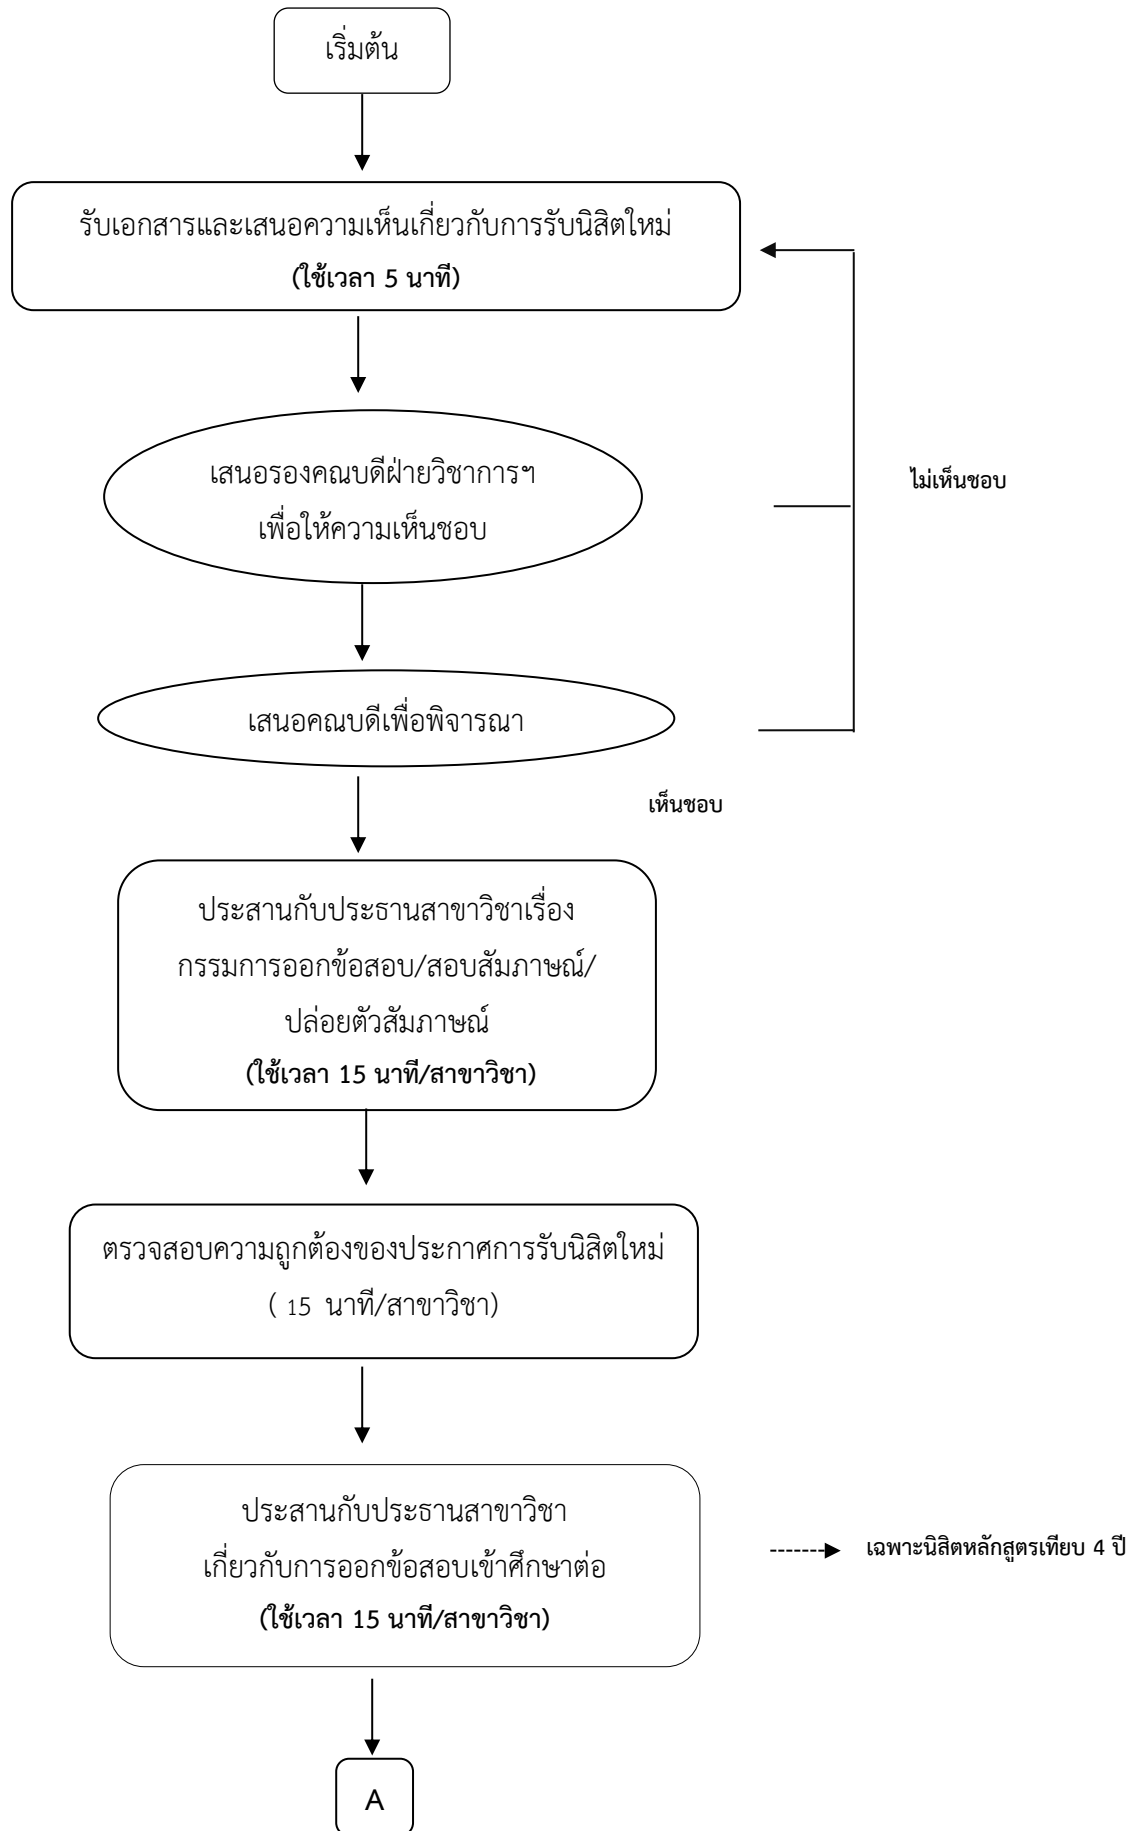 เริ่มต้น
รับเอกสารและเสนอความเห็นเกี่ยวกับการรับนิสิตใหม่
(ใช้เวลา 5 นาที)
เสนอรองคณบดีฝ่ายวิชาการฯ
เพื่อให้ความเห็นชอบ
ไม่เห็นชอบ
เสนอคณบดีเพื่อพิจารณา
เห็นชอบ
ประสานกับประธานสาขาวิชาเรื่อง
กรรมการออกข้อสอบ/สอบสัมภาษณ์/
ปล่อยตัวสัมภาษณ์
(ใช้เวลา 15 นาที/สาขาวิชา)
ตรวจสอบความถูกต้องของประกาศการรับนิสิตใหม่
( 15 นาที/สาขาวิชา)
ประสานกับประธานสาขาวิชา
เกี่ยวกับการออกข้อสอบเข้าศึกษาต่อ
(ใช้เวลา 15 นาที/สาขาวิชา)
เฉพาะนิสิตหลักสูตรเทียบ 4 ปี
A